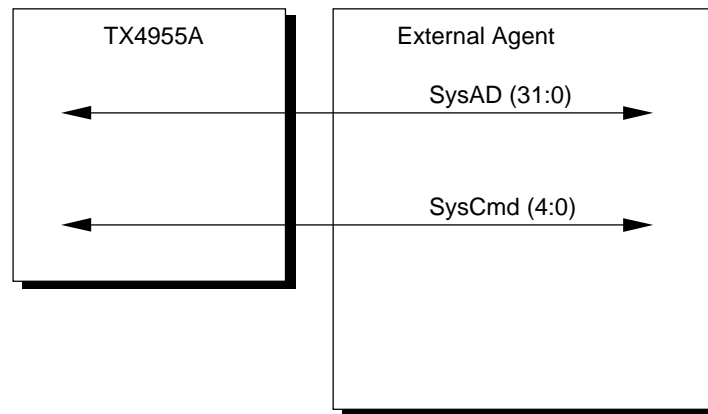 TX4955A
External Agent
SysAD (31:0)
SysCmd (4:0)